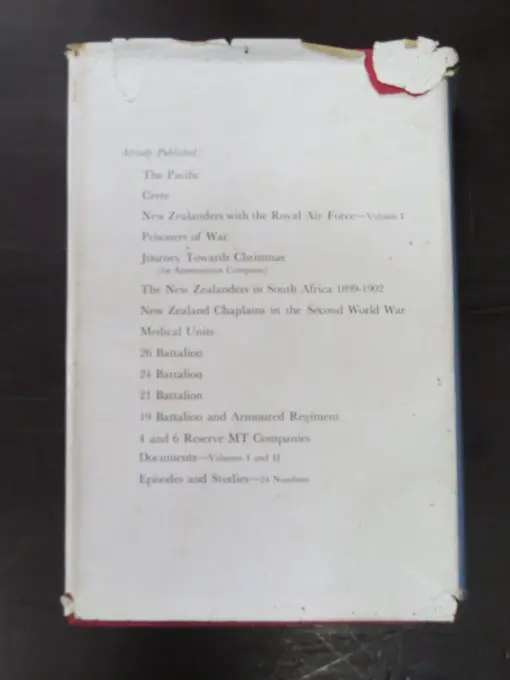 Already Published:
The Pacific
Crete
New Zealanders with the Royal Air Force—Volume I
Prisoners of War
Journey Towards Christmas
(1st Ammunition Company)
The New Zealanders in South Africa 1899-1902
New Zealand Chaplains in the Second World War
Medical Units
26 Battalion
24 Battalion
21 Battalion
19 Battalion and Armoured Regiment
4 and 6 Reserve MT Companies
Documents—Volumes I and II
Episodes and Studies—24 Numbers